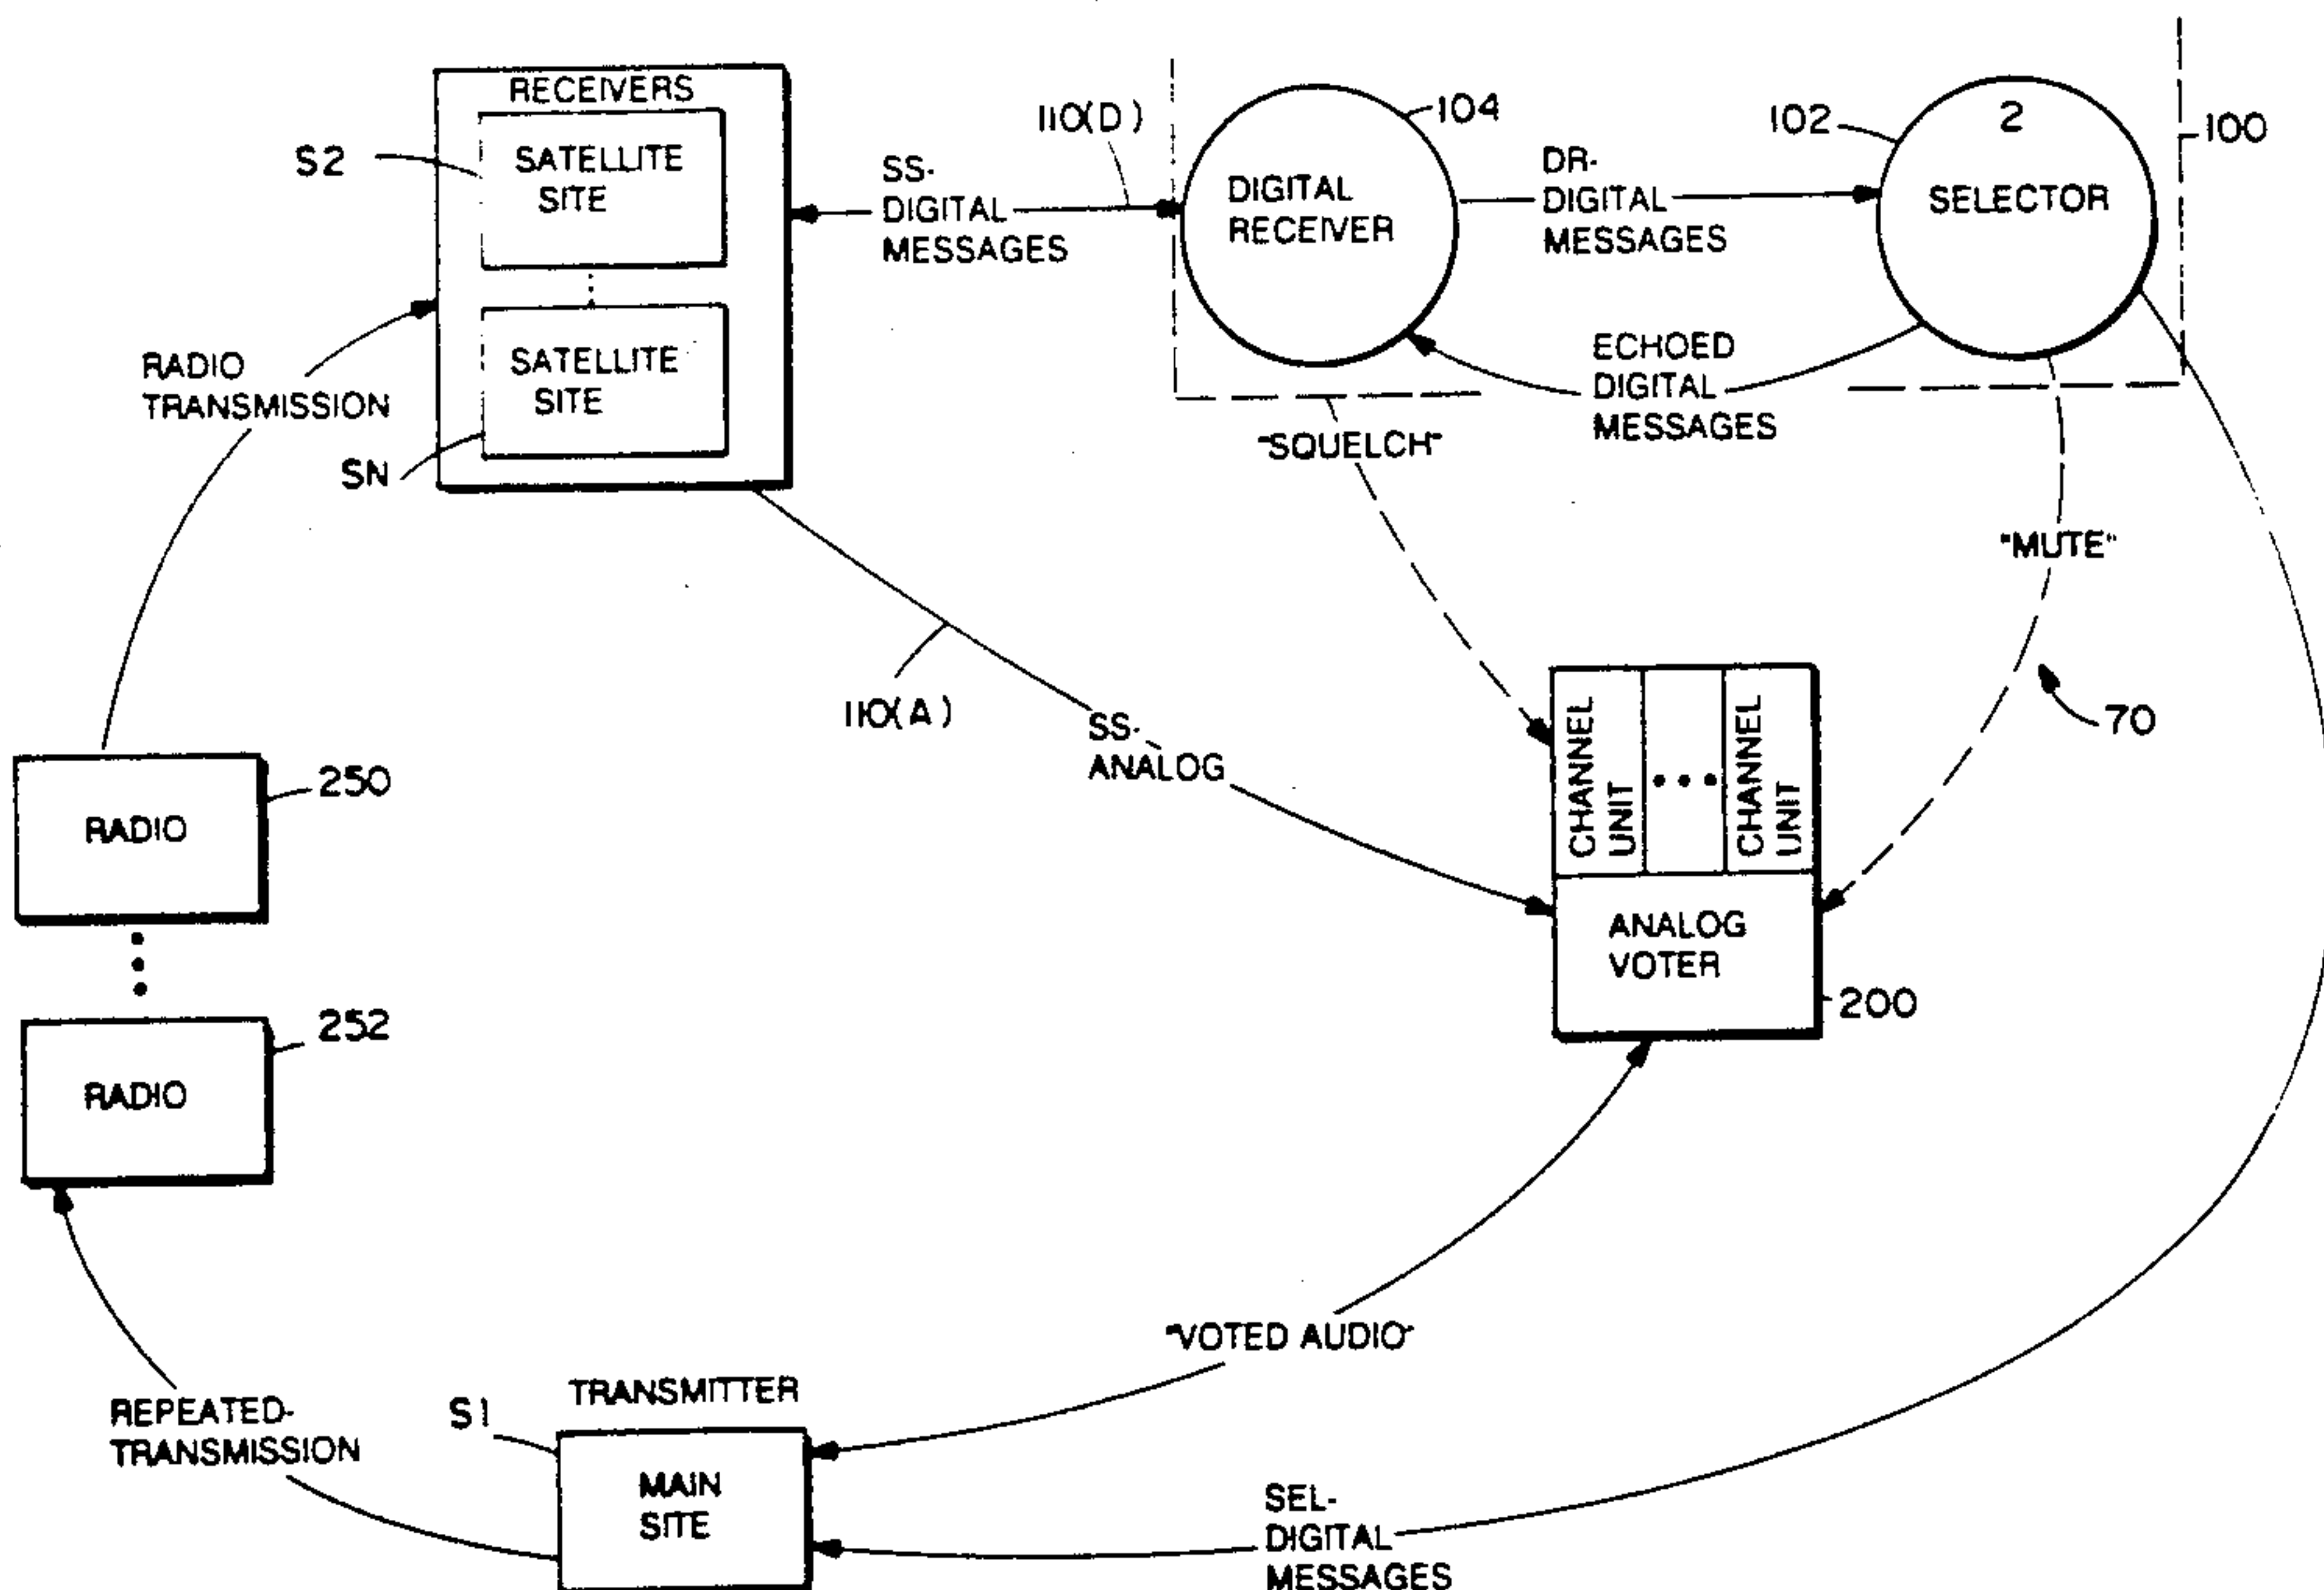 RECEIVERS
S2
SATELLITE
SITE
SATELLITE
SITE
SN
RADIO
TRANSMISSION
SS-
DIGITAL
MESSAGES
110(D)
DIGITAL
RECEIVER
104
DR-
DIGITAL
MESSAGES
102
2
SELECTOR
100
ECHOED
DIGITAL
MESSAGES
"SQUELCH"
"MUTE"
70
110(A)
SS-
ANALOG
CHANNEL
UNIT
CHANNEL
UNIT
ANALOG
VOTER
200
RADIO
250
RADIO
252
"VOTED AUDIO"
REPEATED-
TRANSMISSION
S1
TRANSMITTER
MAIN
SITE
SEL-
DIGITAL
MESSAGES